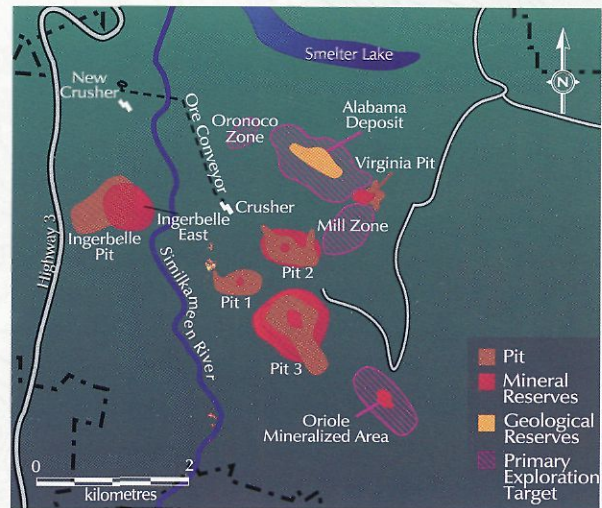 Smelter Lake
New
Crusher
Ore Conveyor
Oronoco
Zone
Alabama
Deposit
N
Virginia Pit
Crusher
Mill Zone
Ingerbelle
East
Ingerbelle
Pit
Highway 3
Similkameen River
Pit 2
Pit 1
Pit 3
Oriole
Mineralized Area
Pit
Mineral
Reserves
Geological
Reserves
Primary
Exploration
Target
0 2
kilometres